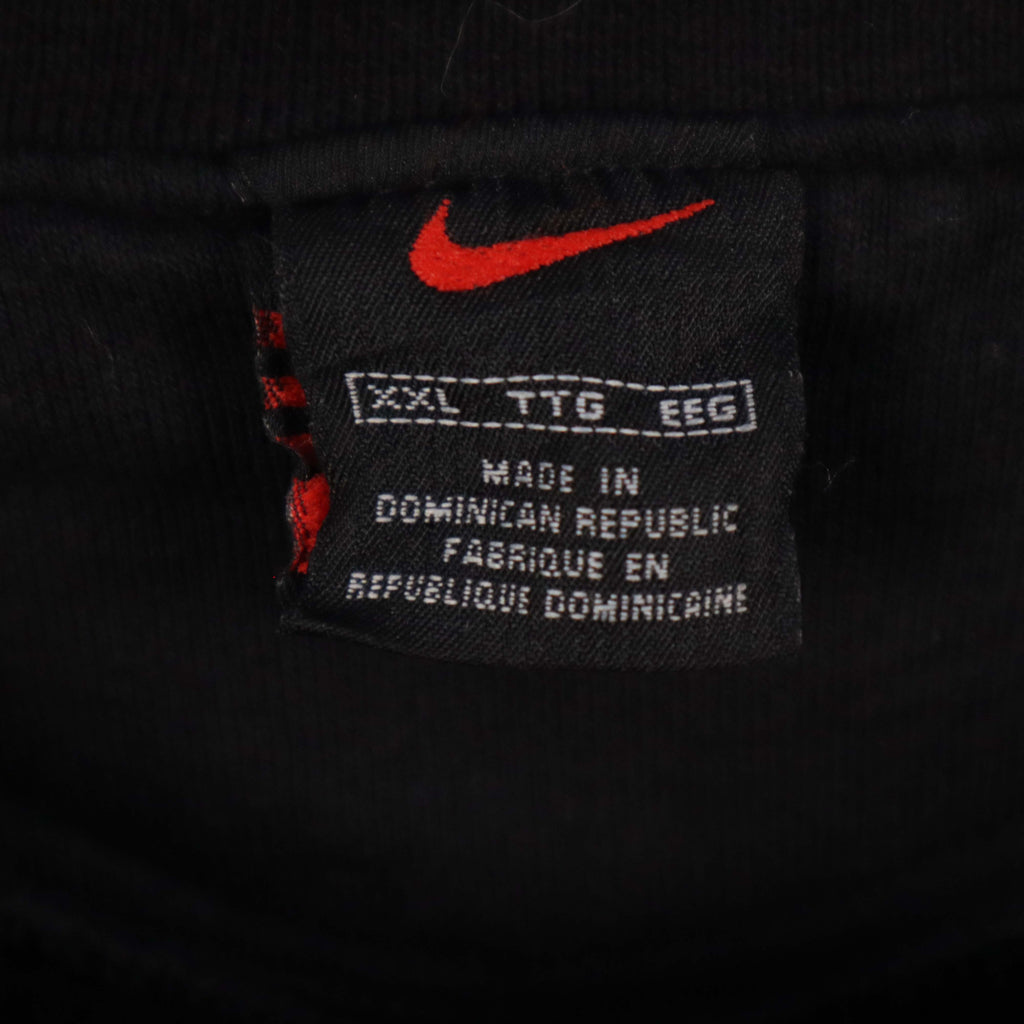 XXL TTG EEG
MADE IN
DOMINICAN REPUBLIC
FABRIQUE EN
REPUBLIQUE DOMINICAINE